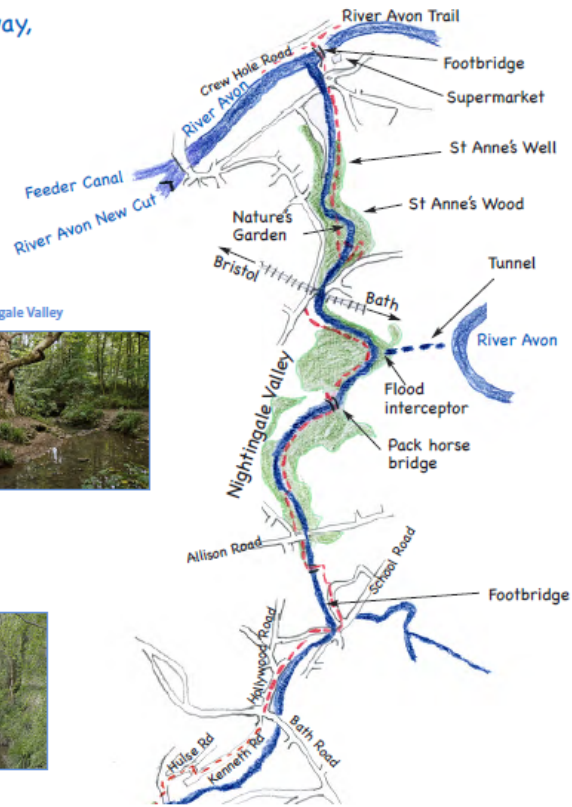 way,
River Avon Trail
Crew Hole Road
Footbridge
River Avon
Supermarket
St Anne's Well
Feeder Canal
St Anne's Wood
River Avon New Cut
Nature's
Garden
Bristol
Tunnel
Bath
gale Valley
River Avon
Nightingale Valley
Flood
interceptor
Pack horse
bridge
Allison Road
School Road
Footbridge
Hollywood Road
Bath Road
Hulse Rd
Kenneth Rd